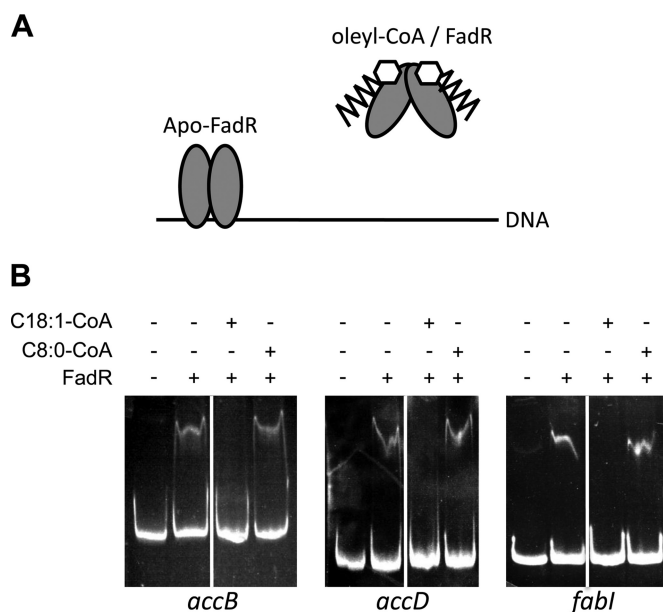 A
oleyl-CoA / FadR
Apo-FadR
DNA
B
C18:1-CoA - - + - - - + - - - + -
C8:0-CoA - - - + - - - + - - - +
FadR - + + + - + + + - + + +
accB accD fabI